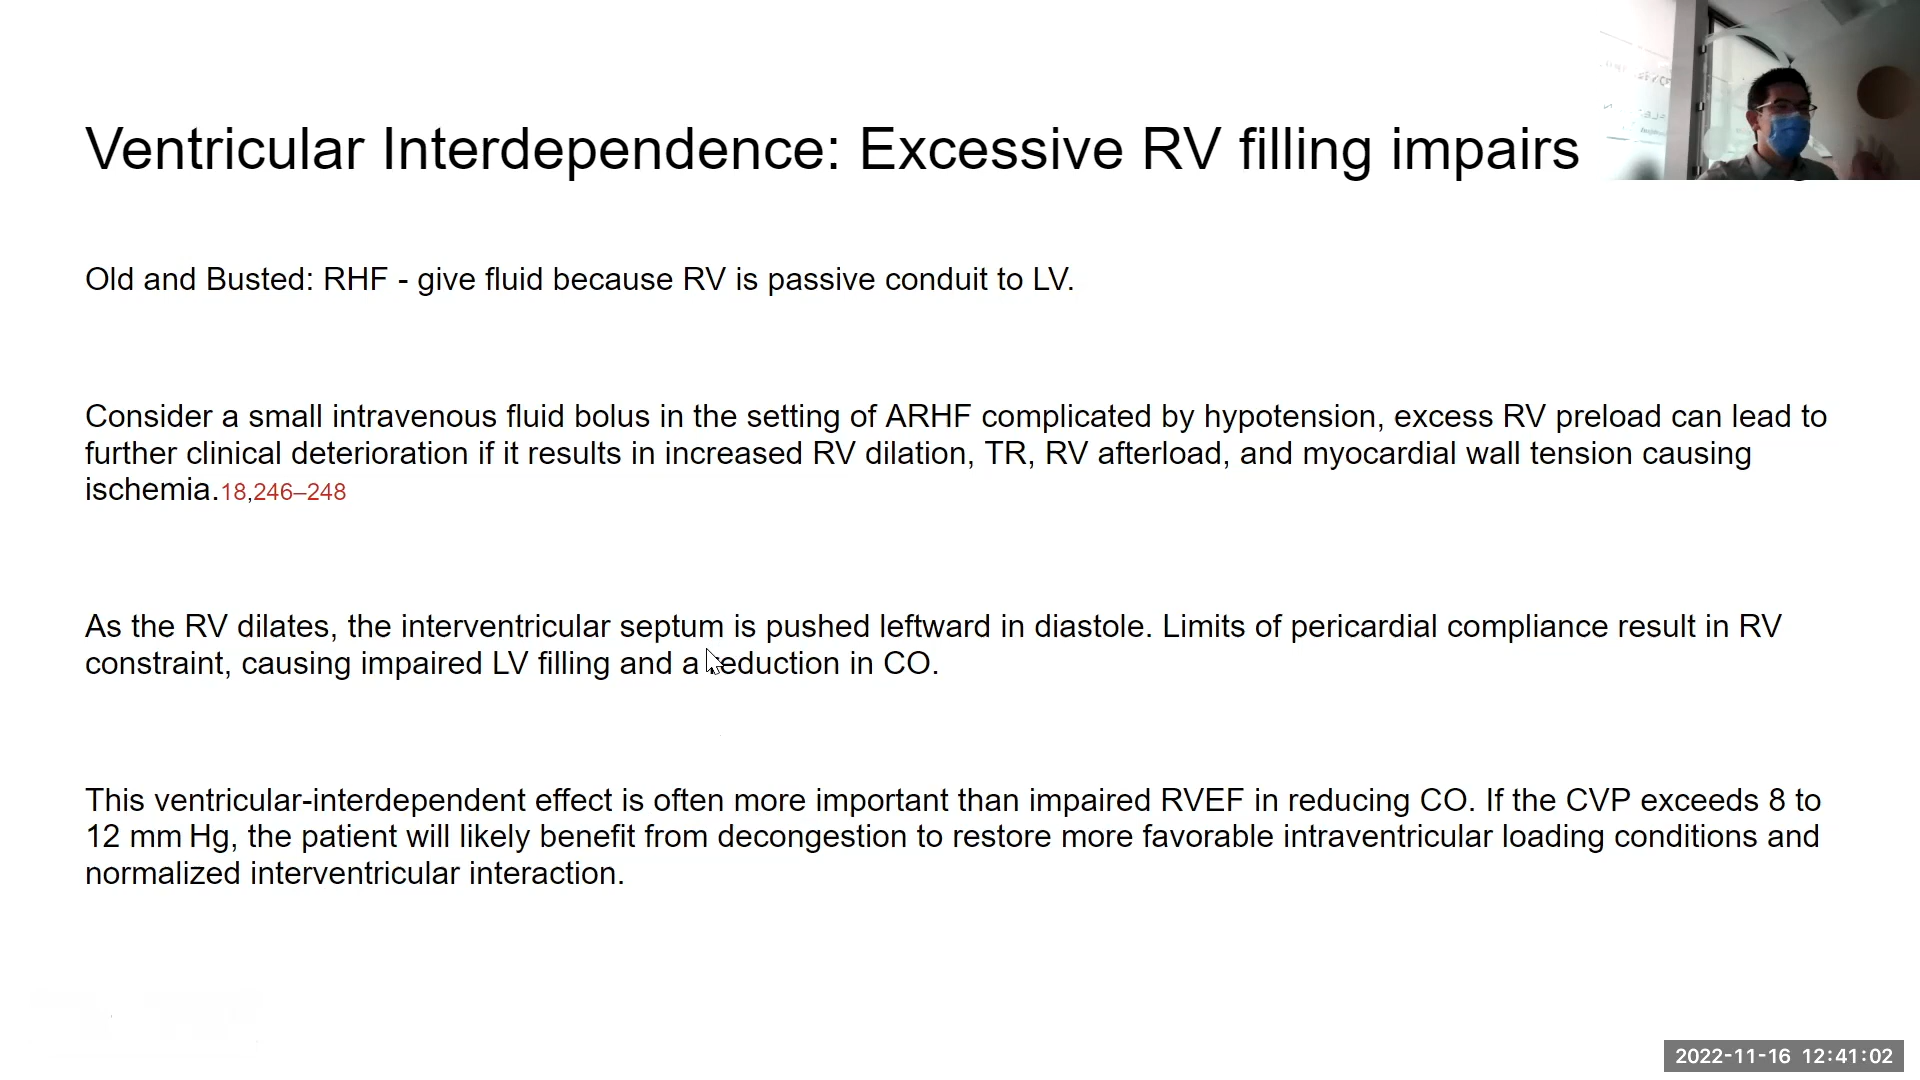 Ventricular Interdependence: Excessive RV filling impairs
Old and Busted: RHF - give fluid because RV is passive conduit to LV.
Consider a small intravenous fluid bolus in the setting of ARHF complicated by hypotension, excess RV preload can lead to
further clinical deterioration if it results in increased RV dilation, TR, RV afterload, and myocardial wall tension causing
ischemia.18,246–248
As the RV dilates, the interventricular septum is pushed leftward in diastole. Limits of pericardial compliance result in RV
constraint, causing impaired LV filling and a reduction in CO.
This ventricular-interdependent effect is often more important than impaired RVEF in reducing CO. If the CVP exceeds 8 to
12 mm Hg, the patient will likely benefit from decongestion to restore more favorable intraventricular loading conditions and
normalized interventricular interaction.
2022-11-16 12:41:02